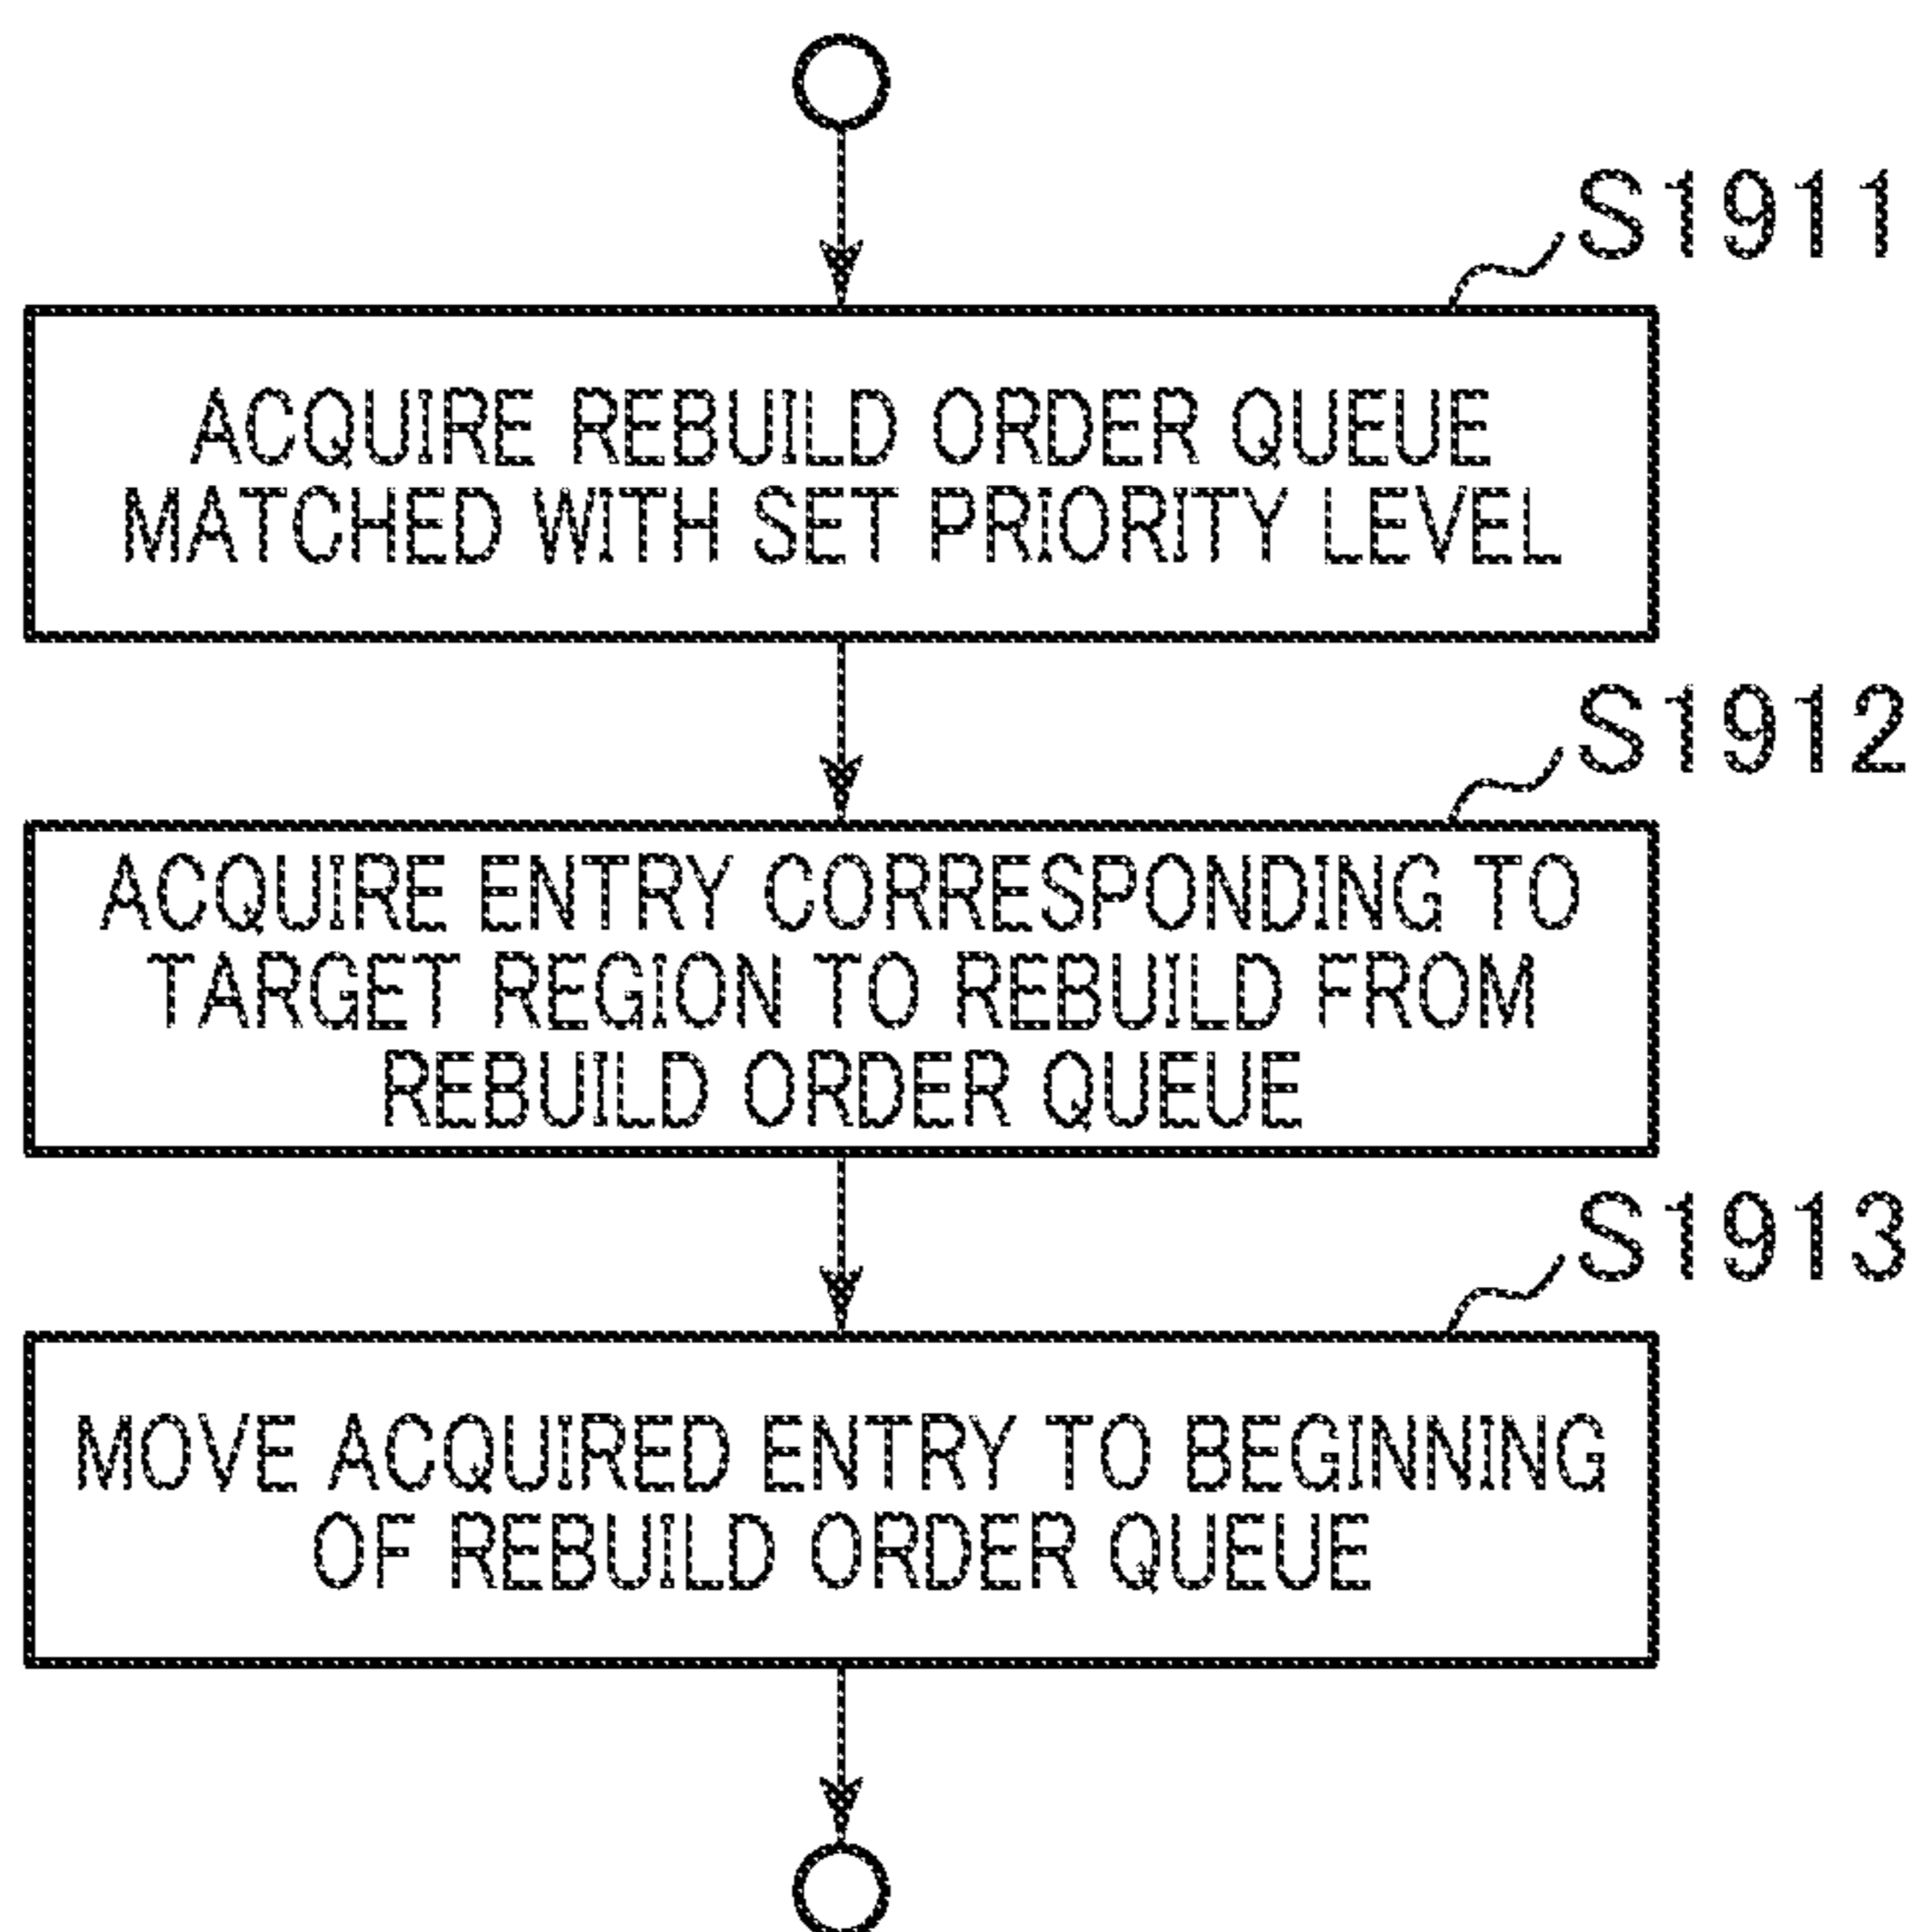 S1911
ACQUIRE REBUILD ORDER QUEUE
MATCHED WITH SET PRIORITY LEVEL
S1912
ACQUIRE ENTRY CORRESPONDING TO
TARGET REGION TO REBUILD FROM
REBUILD ORDER QUEUE
S1913
MOVE ACQUIRED ENTRY TO BEGINNING
OF REBUILD ORDER QUEUE